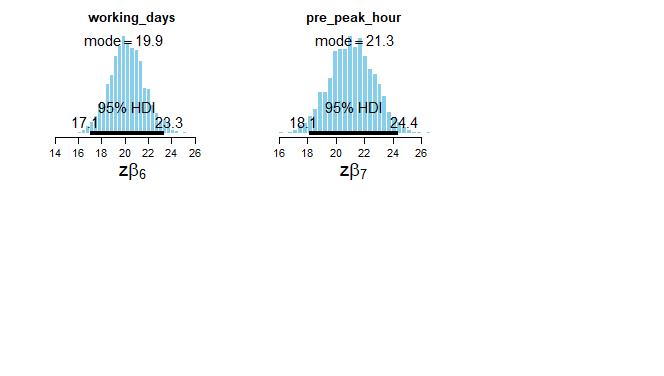 working_days
mode = 19.9
95% HDI
17.1 23.3
14 16 18 20 22 24 26
zβ6
pre_peak_hour
mode = 21.3
95% HDI
18.1 24.4
16 18 20 22 24 26
zβ7